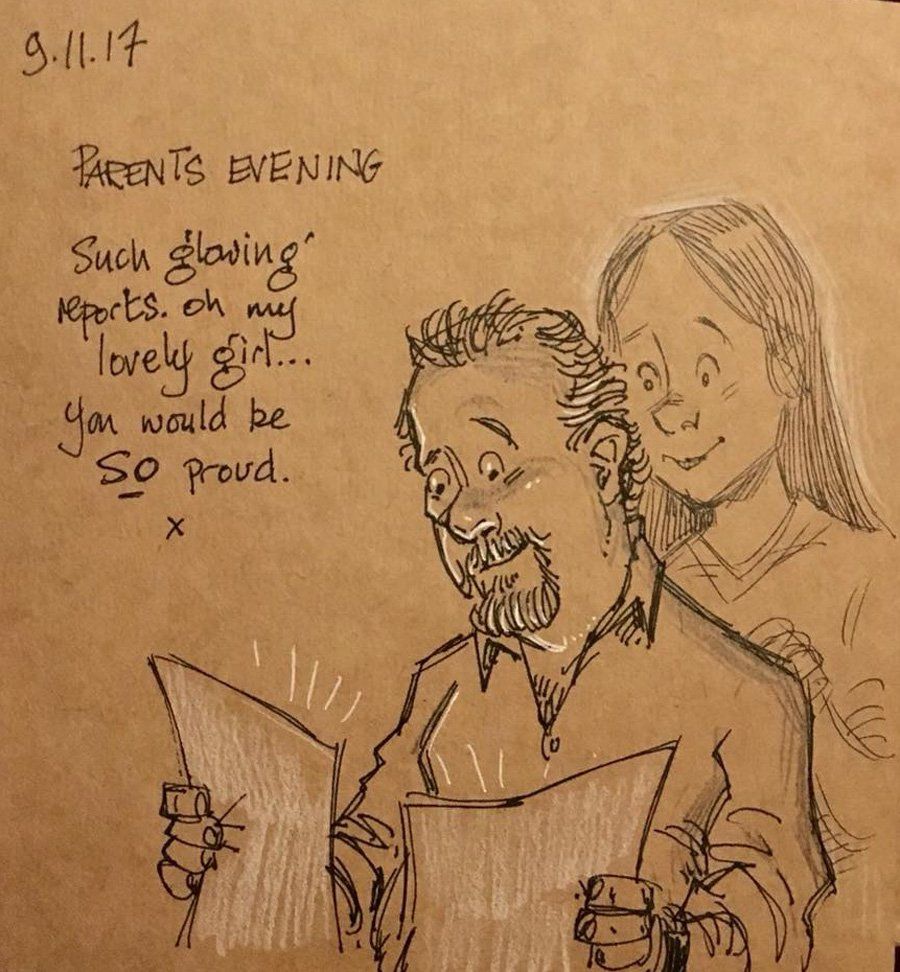 9.11.17
PARENTS EVENING
Such 'glowing'
reports. oh my
lovely girl...
you would be
SO proud.
x